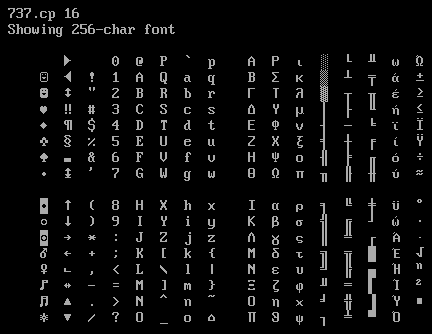 737.cp 16
Showing 256-char font
► 0 @ P ` p Α Ρ ι ░ └ ╨ ω Ώ
☺ ◄ ! 1 A Q a q Β Σ κ ▒ ┴ ╤ ά ±
☻ ↕ " 2 B R b r Γ Τ λ ▓ ┬ ╥ έ ≥
♥ ‼ # 3 C S c s Δ Υ μ │ ├ ╙ ή ≤
♦ ¶ $ 4 D T d t Ε Φ ν ┤ ─ ╘ ϊ Ϊ
♣ § % 5 E U e u Ζ Χ ξ ╡ ┼ ╒ ί Ϋ
♠ ▬ & 6 F V f v Η Ψ ο ╢ ╞ ╓ ό ÷
• ↨ ' 7 G W g w Θ Ω π ╖ ╟ ╫ ύ ≈
◘ ↑ ( 8 H X h x Ι α ρ ╕ ╚ ╪ ϋ °
○ ↓ ) 9 I Y i y Κ β σ ╣ ╔ ┘ ώ ∙
◙ → * : J Z j z Λ γ ς ║ ╩ ┌ Ά ·
♂ ← + ; K [ k { Μ δ τ ╗ ╦ █ Έ √
♀ ∟ , < L \ l | Ν ε υ ╝ ╠ ▄ Ή ⁿ
♪ ↔ - = M ] m } Ξ ζ φ ╜ ═ ▌ Ί ²
♫ ▲ . > N ^ n ~ Ο η χ ╛ ╬ ▐ Ό ■
☼ ▼ / ? O _ o ⌂ Π θ ψ ┐ ╧ ▀ Ύ